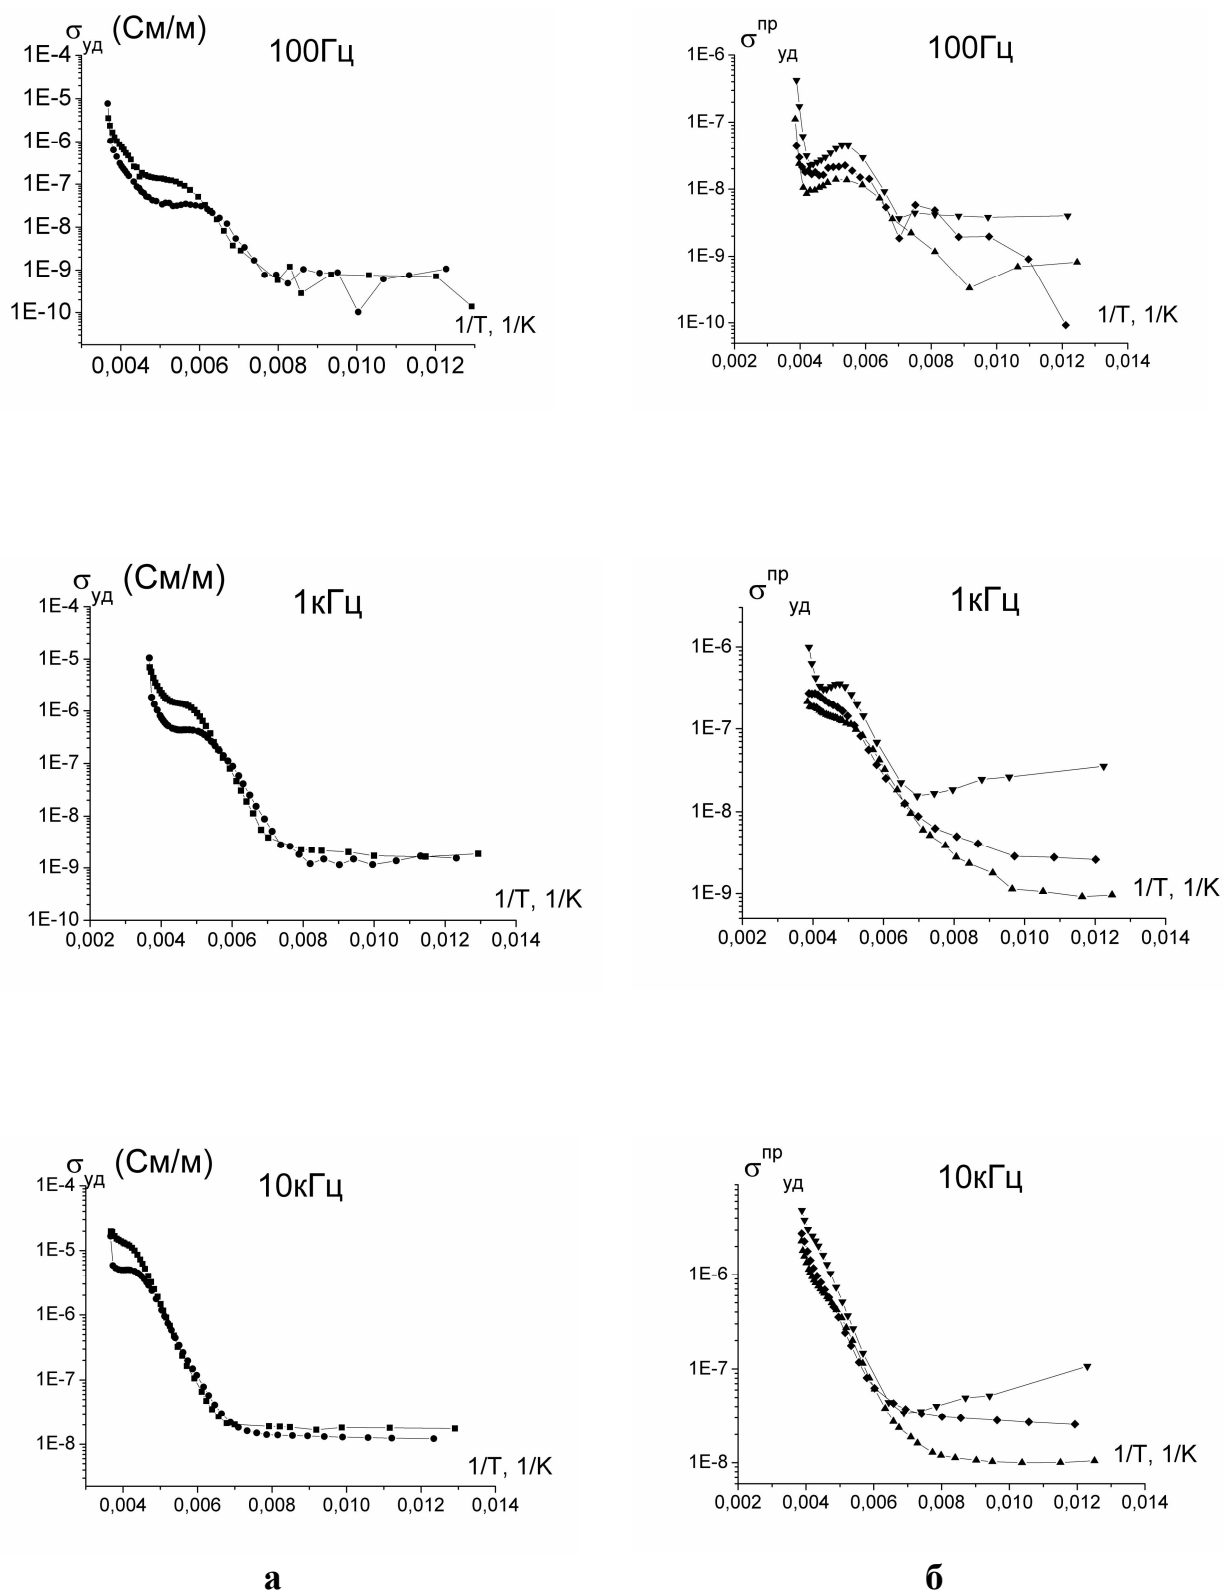 σуд (См/м)
100Гц
1E-4
1E-5
1E-6
1E-7
1E-8
1E-9
1E-10
1/T, 1/K
0,004 0,006 0,008 0,010 0,012
σпруд
100Гц
1E-6
1E-7
1E-8
1E-9
1E-10
1/T, 1/K
0,002 0,004 0,006 0,008 0,010 0,012 0,014
σуд (См/м)
1кГц
1E-4
1E-5
1E-6
1E-7
1E-8
1E-9
1E-10
1/T, 1/K
0,002 0,004 0,006 0,008 0,010 0,012 0,014
σпруд
1кГц
1E-6
1E-7
1E-8
1E-9
1/T, 1/K
0,002 0,004 0,006 0,008 0,010 0,012 0,014
σуд (См/м)
10кГц
1E-4
1E-5
1E-6
1E-7
1E-8
1/T, 1/K
0,004 0,006 0,008 0,010 0,012 0,014
σпруд
10кГц
1E-6
1E-7
1E-8
1/T, 1/K
0,002 0,004 0,006 0,008 0,010 0,012 0,014
а
б